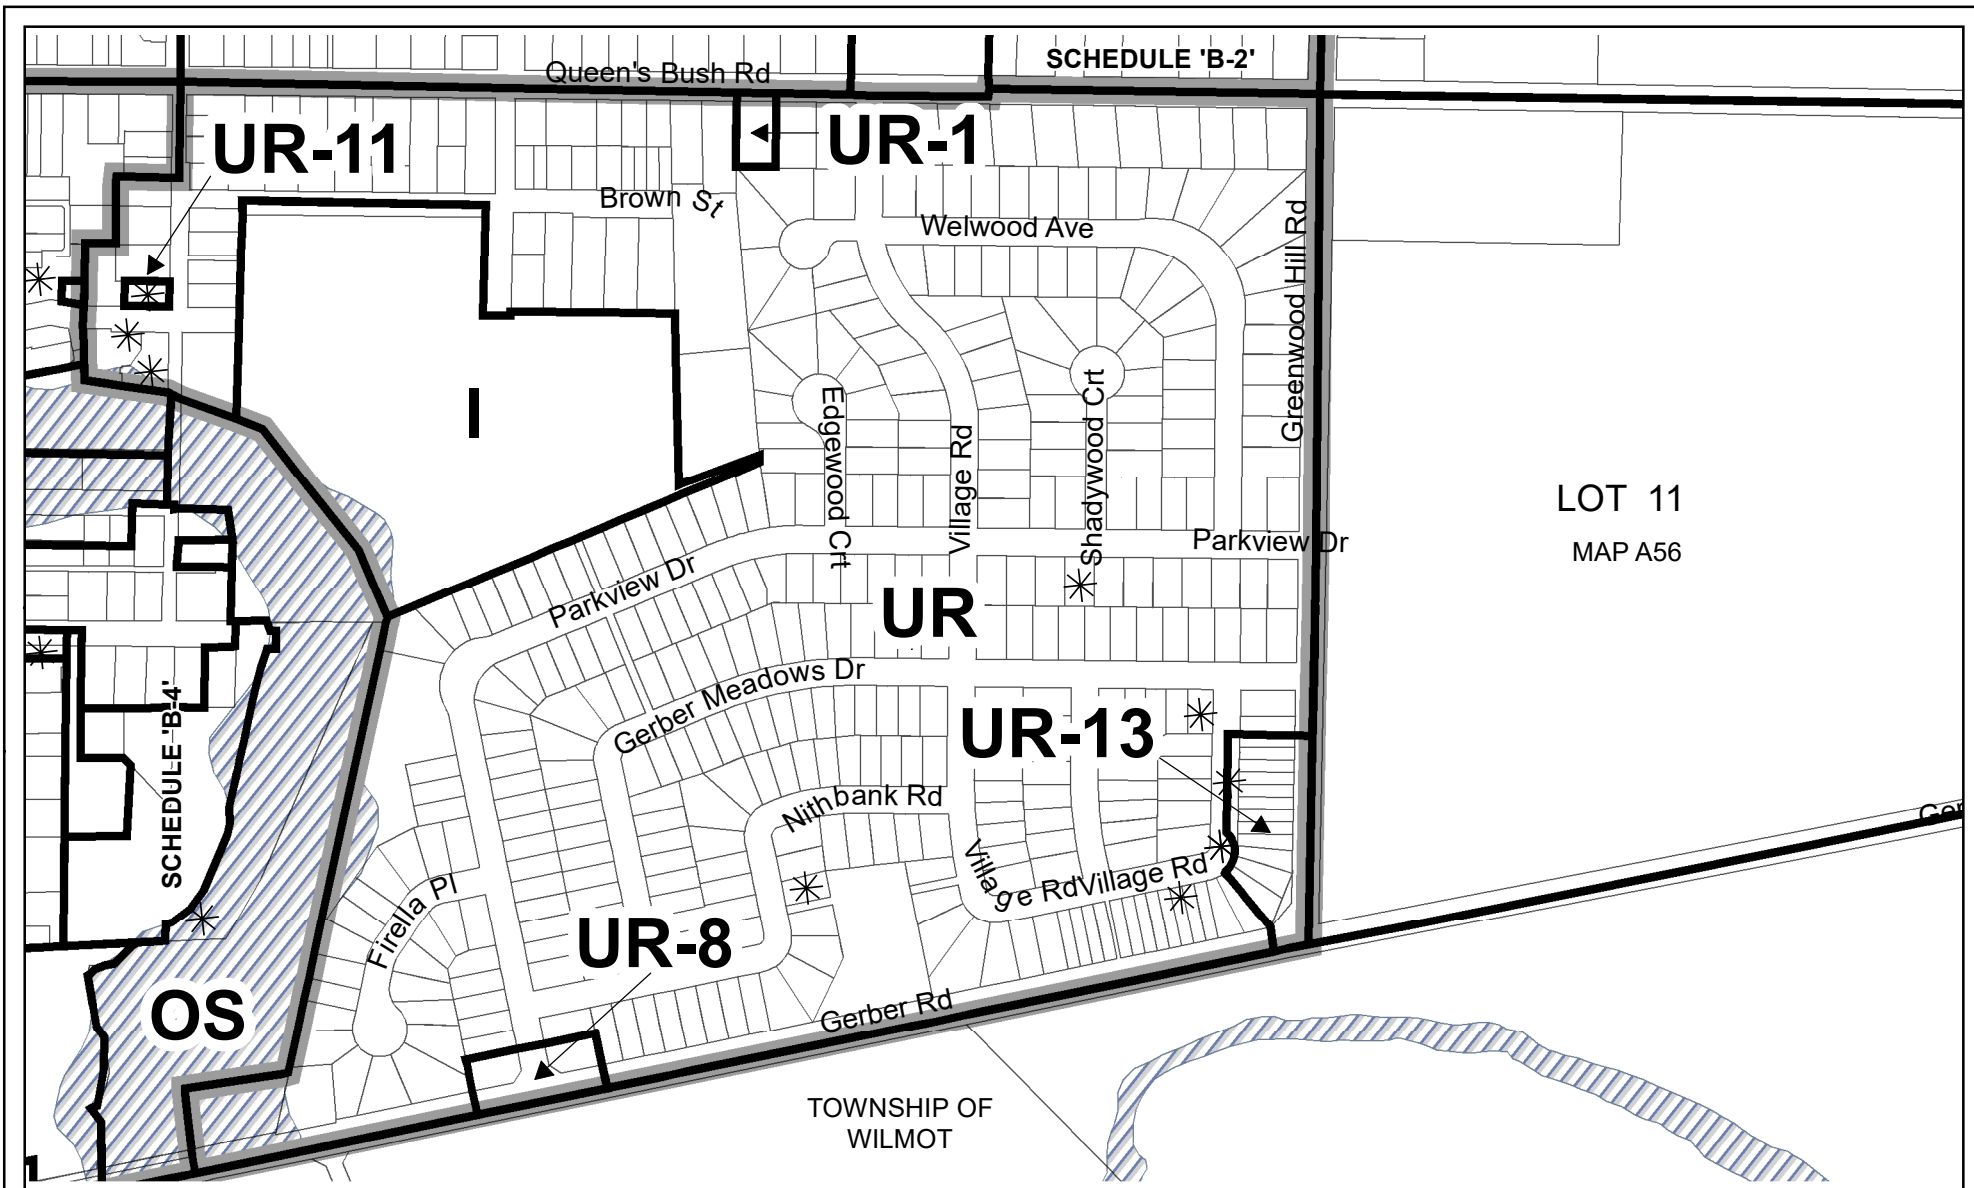 Queen's Bush Rd
SCHEDULE 'B-2'
UR-11
UR-1
Brown St
Welwood Ave
Greenwood Hill Rd
I
Edgewood Crt
Village Rd
Shadywood Crt
LOT 11
MAP A56
Parkview Dr
Parkview Dr
UR
Gerber Meadows Dr
SCHEDULE 'B-4'
UR-13
Nithbank Rd
Village Rd
Village Rd
Firella Pl
UR-8
OS
Gerber Rd
TOWNSHIP OF
WILMOT